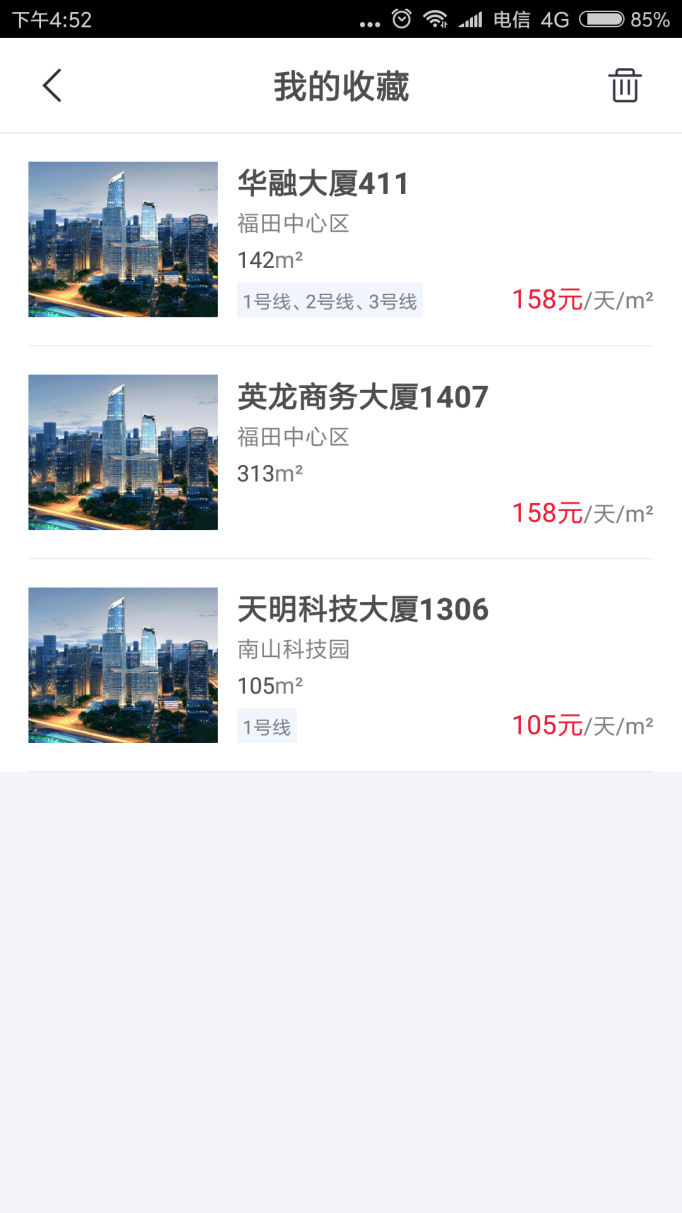 下午4:52
... 电信 4G 85%
我的收藏
华融大厦411
福田中心区
142m²
1号线、2号线、3号线
158元/天/m²
英龙商务大厦1407
福田中心区
313m²
158元/天/m²
天明科技大厦1306
南山科技园
105m²
1号线
105元/天/m²